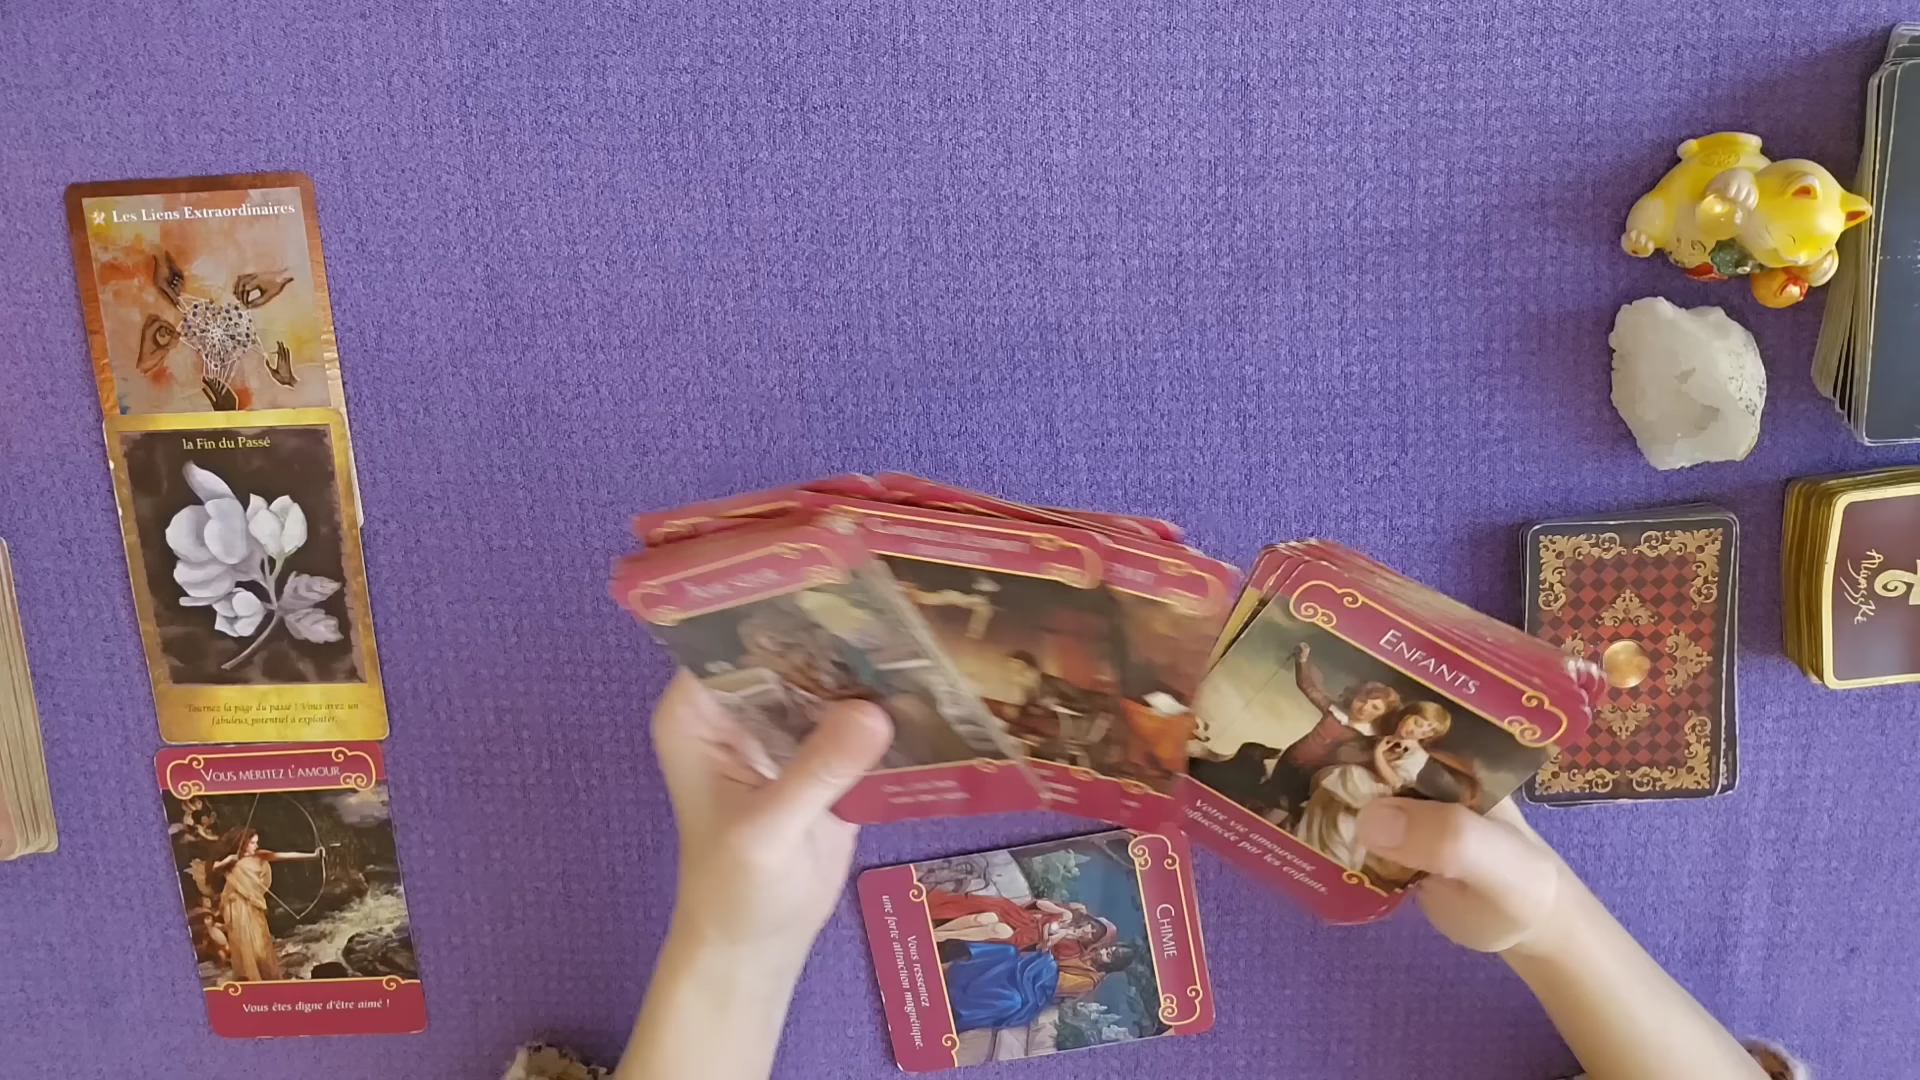 Les Liens Extraordinaires
la Fin du Passé
Tournez la page du passé ! Vous avez un
fabuleux potentiel à exploiter.
VOUS MÉRITEZ L'AMOUR
Vous êtes digne d'être aimé !
ENFANTS
Votre vie amoureuse
influencée par les enfants.
CHIMIE
Vous ressentez
une forte attraction magnétique.